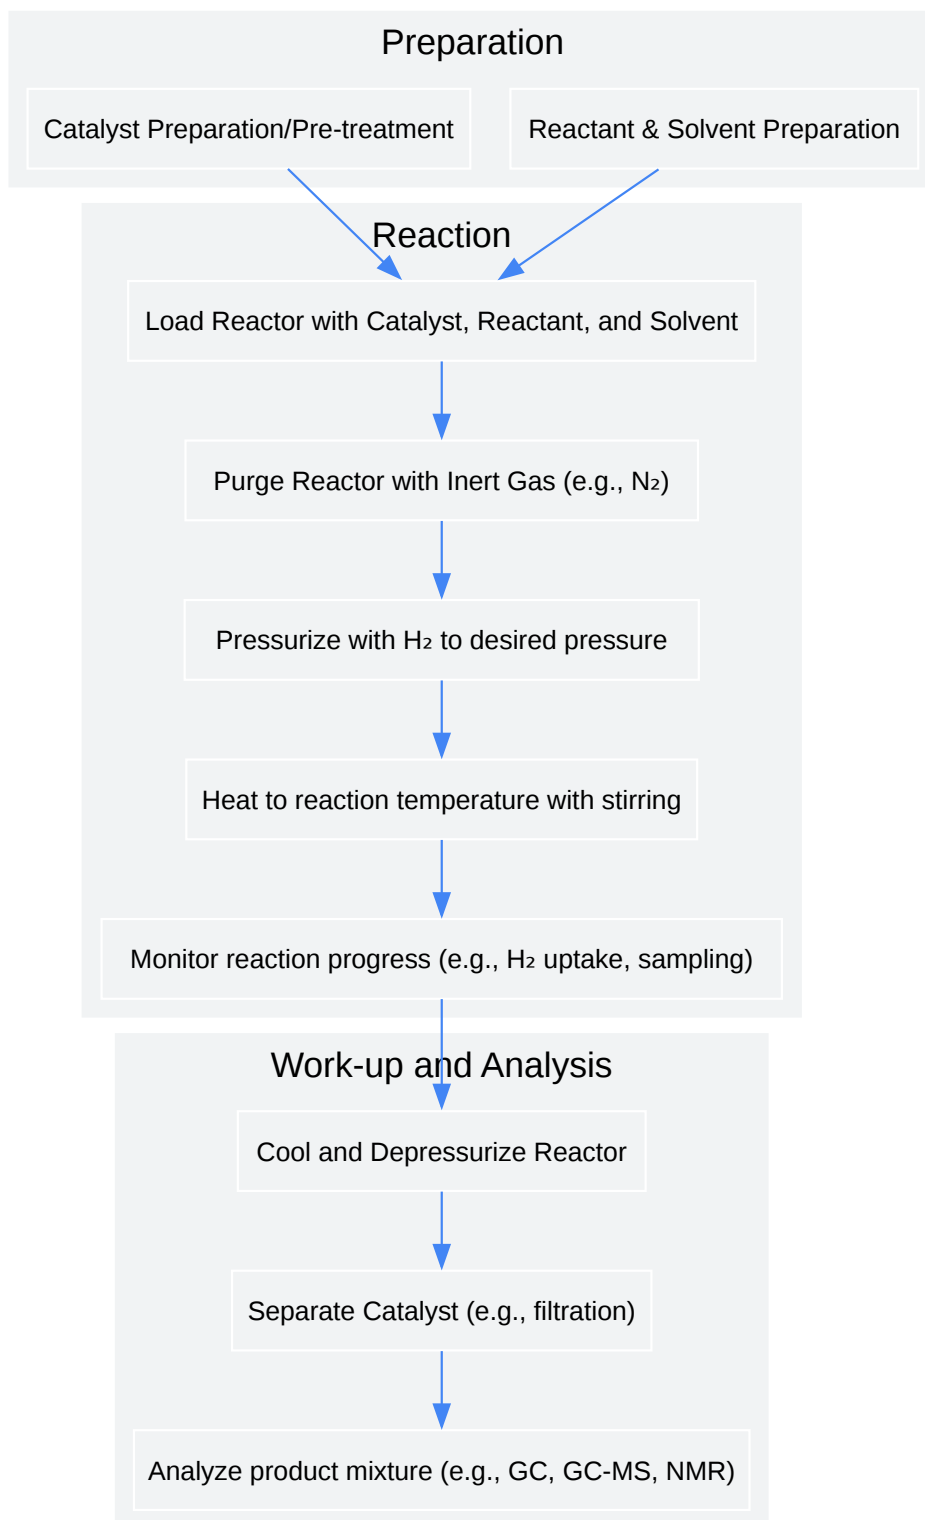 Preparation
Catalyst Preparation/Pre-treatment
Reactant & Solvent Preparation
Reaction
Load Reactor with Catalyst, Reactant, and Solvent
Purge Reactor with Inert Gas (e.g., N₂)
Pressurize with H₂ to desired pressure
Heat to reaction temperature with stirring
Monitor reaction progress (e.g., H₂ uptake, sampling)
Work-up and Analysis
Cool and Depressurize Reactor
Separate Catalyst (e.g., filtration)
Analyze product mixture (e.g., GC, GC-MS, NMR)